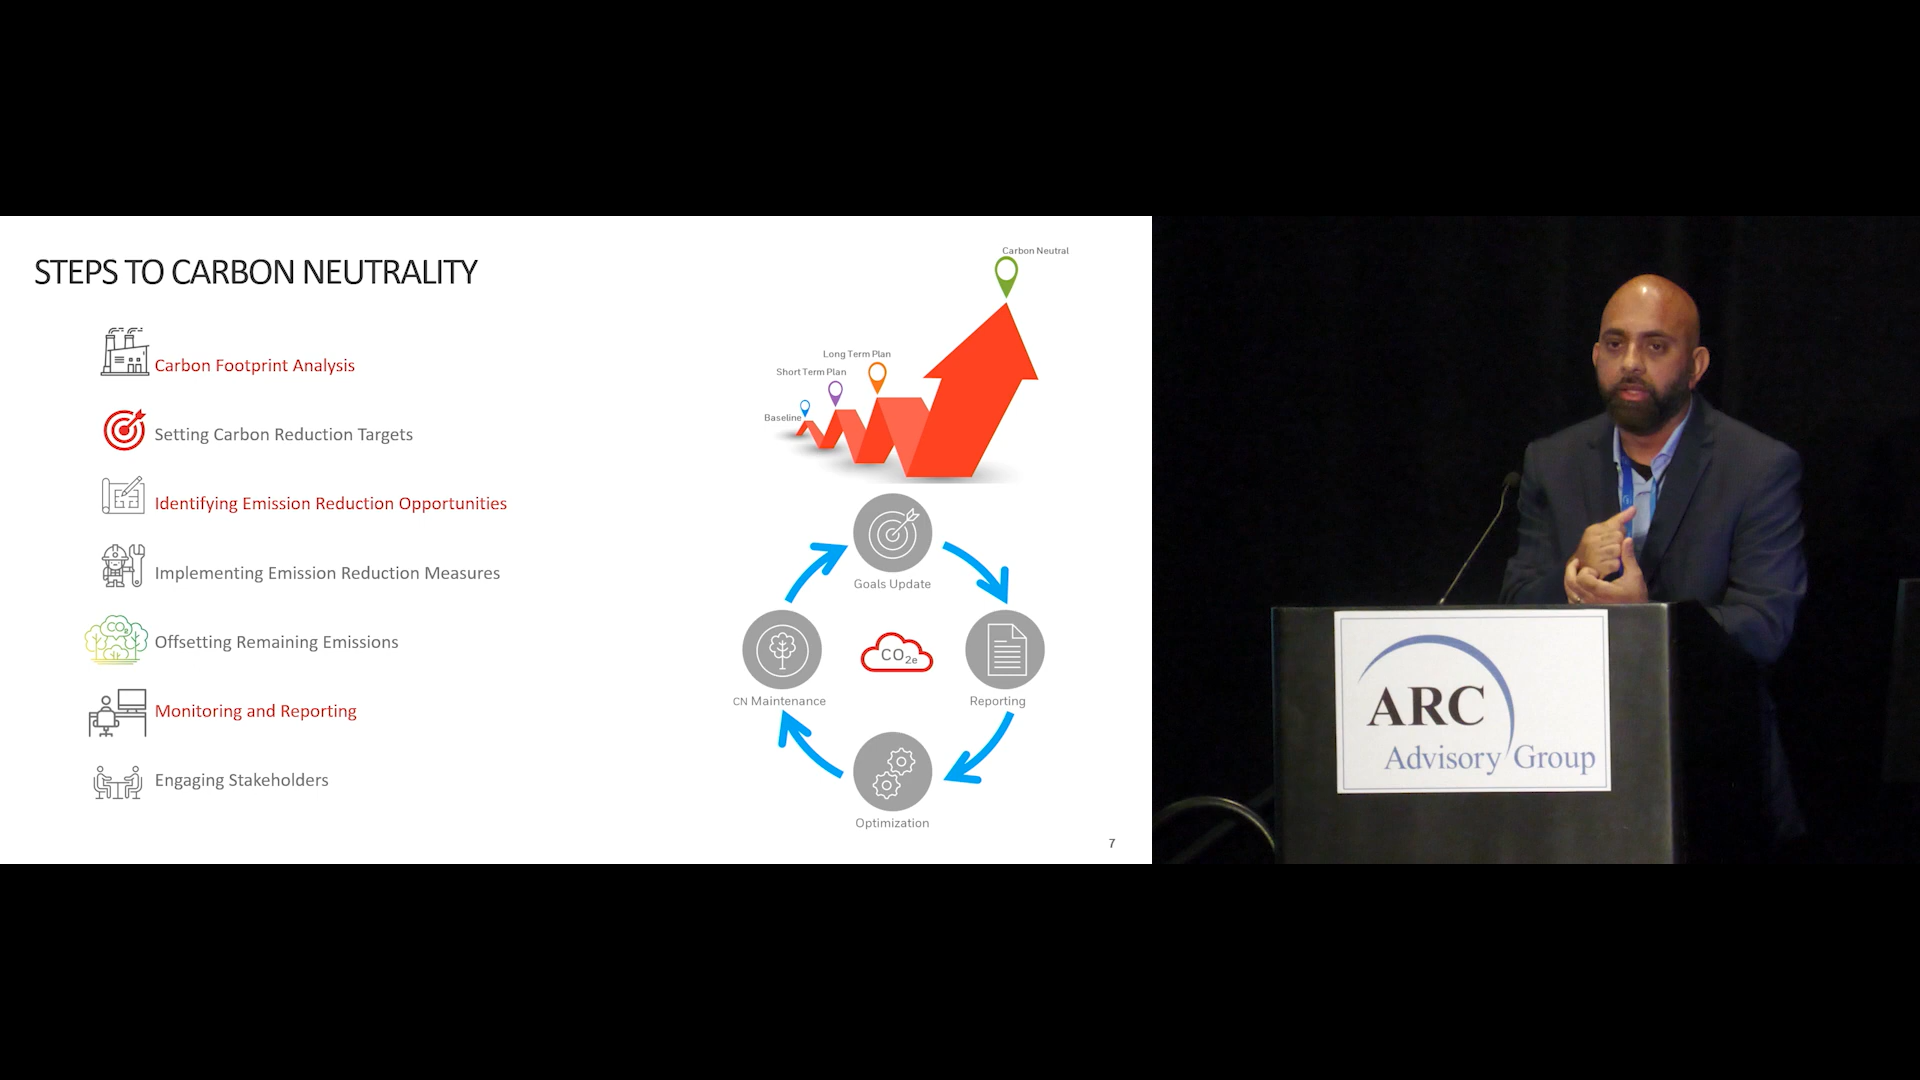 STEPS TO CARBON NEUTRALITY
Carbon Footprint Analysis
Setting Carbon Reduction Targets
Identifying Emission Reduction Opportunities
Implementing Emission Reduction Measures
CO₂
Offsetting Remaining Emissions
Monitoring and Reporting
Engaging Stakeholders
Carbon Neutral
Long Term Plan
Short Term Plan
Baseline
Goals Update
CO2e
CN Maintenance
Reporting
Optimization
7
ARC
Advisory Group